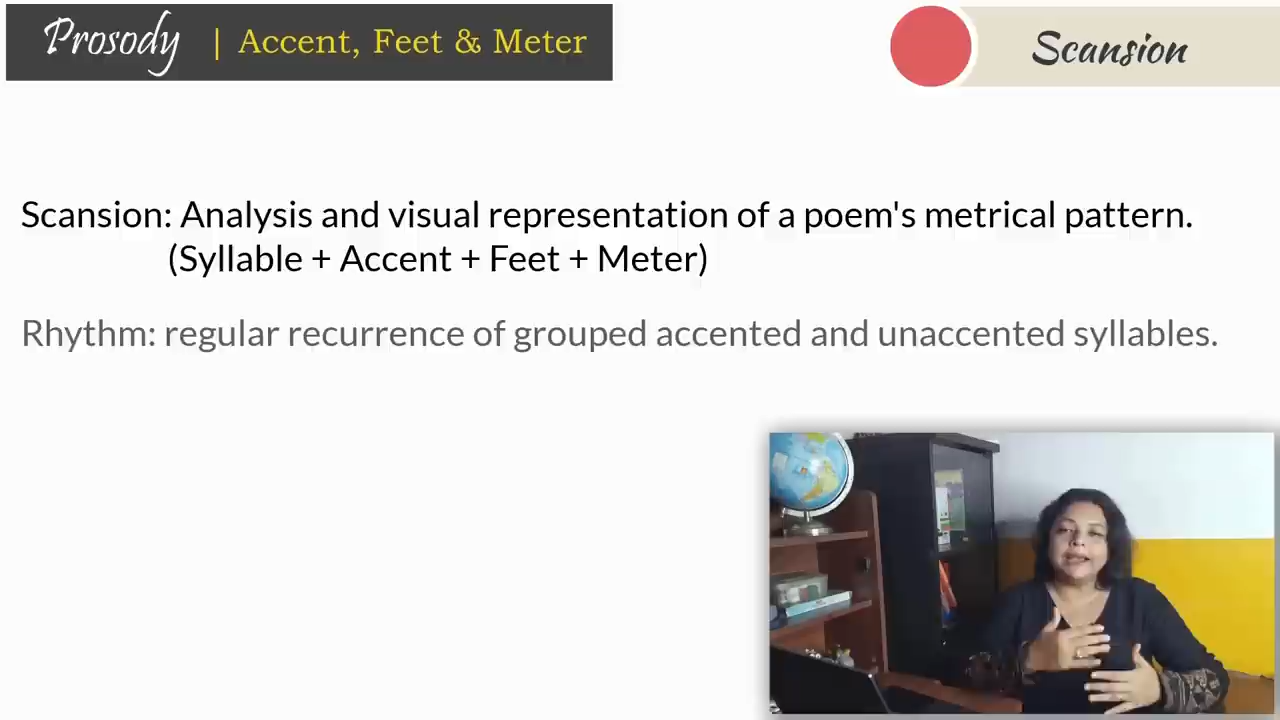 Prosody | Accent, Feet & Meter
Scansion
Scansion: Analysis and visual representation of a poem's metrical pattern.
(Syllable + Accent + Feet + Meter)
Rhythm: regular recurrence of grouped accented and unaccented syllables.